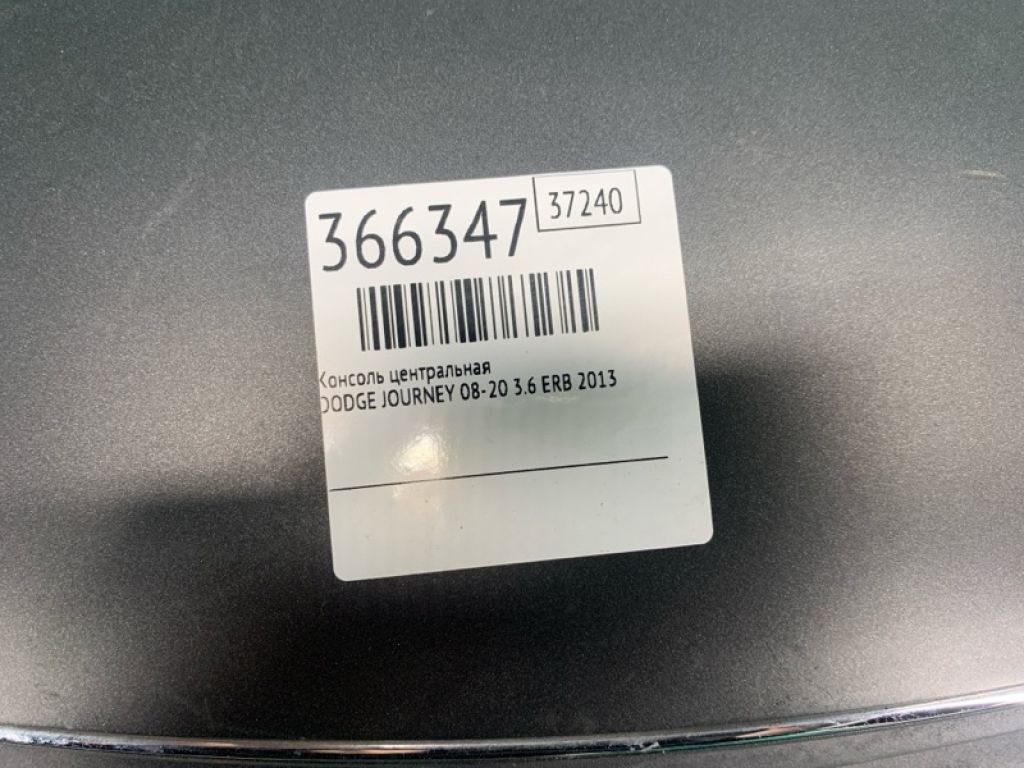 366347
37240
Консоль центральная
DODGE JOURNEY 08-20 3.6 ERB 2013